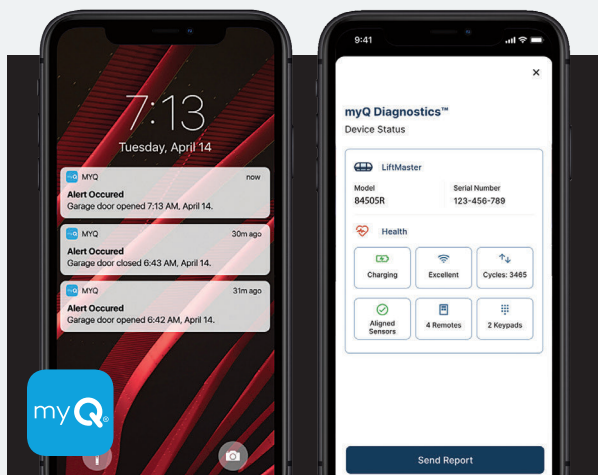 7:13
Tuesday, April 14
myQ MYQ now
Alert Occured
Garage door opened 7:13 AM, April 14.
myQ MYQ 30m ago
Alert Occured
Garage door closed 6:43 AM, April 14.
myQ MYQ 31m ago
Alert Occured
Garage door opened 6:42 AM, April 14.
myQ®
9:41
×
myQ Diagnostics™
Device Status
LiftMaster
Model Serial Number
84505R 123-456-789
Health
Charging Excellent Cycles: 3465
Aligned
Sensors 4 Remotes 2 Keypads
Send Report